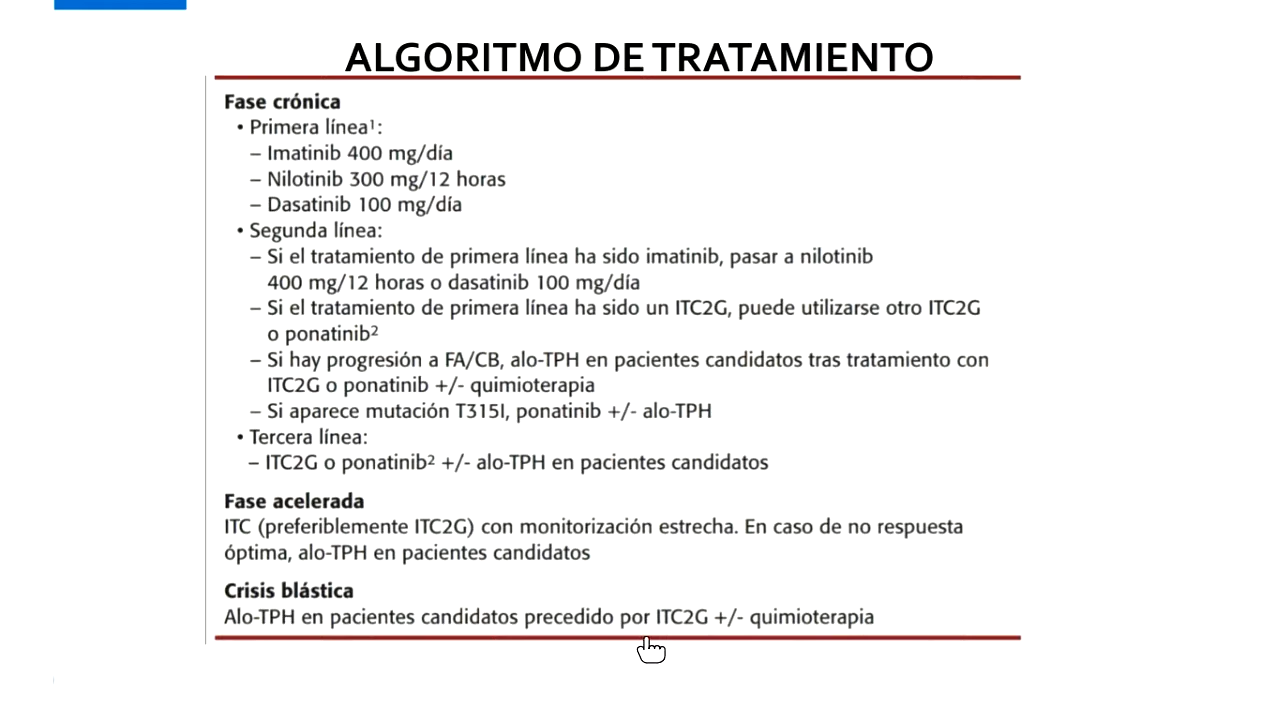 ALGORITMO DE TRATAMIENTO
Fase crónica
• Primera línea¹:
– Imatinib 400 mg/día
– Nilotinib 300 mg/12 horas
– Dasatinib 100 mg/día
• Segunda línea:
– Si el tratamiento de primera línea ha sido imatinib, pasar a nilotinib
400 mg/12 horas o dasatinib 100 mg/día
– Si el tratamiento de primera línea ha sido un ITC2G, puede utilizarse otro ITC2G
o ponatinib²
– Si hay progresión a FA/CB, alo-TPH en pacientes candidatos tras tratamiento con
ITC2G o ponatinib +/- quimioterapia
– Si aparece mutación T315I, ponatinib +/- alo-TPH
• Tercera línea:
– ITC2G o ponatinib² +/- alo-TPH en pacientes candidatos
Fase acelerada
ITC (preferiblemente ITC2G) con monitorización estrecha. En caso de no respuesta
óptima, alo-TPH en pacientes candidatos
Crisis blástica
Alo-TPH en pacientes candidatos precedido por ITC2G +/- quimioterapia